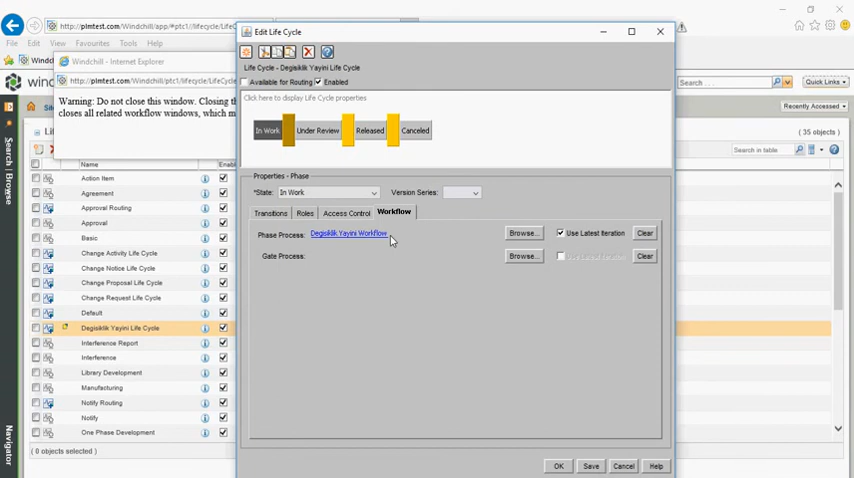 http://plmtest.com/Windchill/app/#ptc1/lifecycle/LifeC
File Edit View Favourites Tools Help
Windchill - Internet Explorer
http://plmtest.com/Windchill/ptc1/lifecycle/LifeCycle
Warning: Do not close this window. Closing th
closes all related workflow windows, which m
Search ...
Quick Links
Recently Accessed
Search | Browse
Navigator
( 35 objects )
Search in table
Name
Enab
Action Item
Agreement
Approval Routing
Approval
Basic
Change Activity Life Cycle
Change Notice Life Cycle
Change Proposal Life Cycle
Change Request Life Cycle
Default
Degisiklik Yayini Life Cycle
Interference Report
Interference
Library Development
Manufacturing
Notify Routing
Notify
One Phase Development
( 0 objects selected )
Edit Life Cycle
Life Cycle - Degisiklik Yayini Life Cycle
Available for Routing Enabled
Click here to display Life Cycle properties
In Work Under Review Released Canceled
Properties - Phase
*State: In Work Version Series:
Transitions Roles Access Control Workflow
Phase Process: Degisiklik Yayini Workflow Browse... Use Latest Iteration Clear
Gate Process: Browse... Use Latest Iteration Clear
OK Save Cancel Help